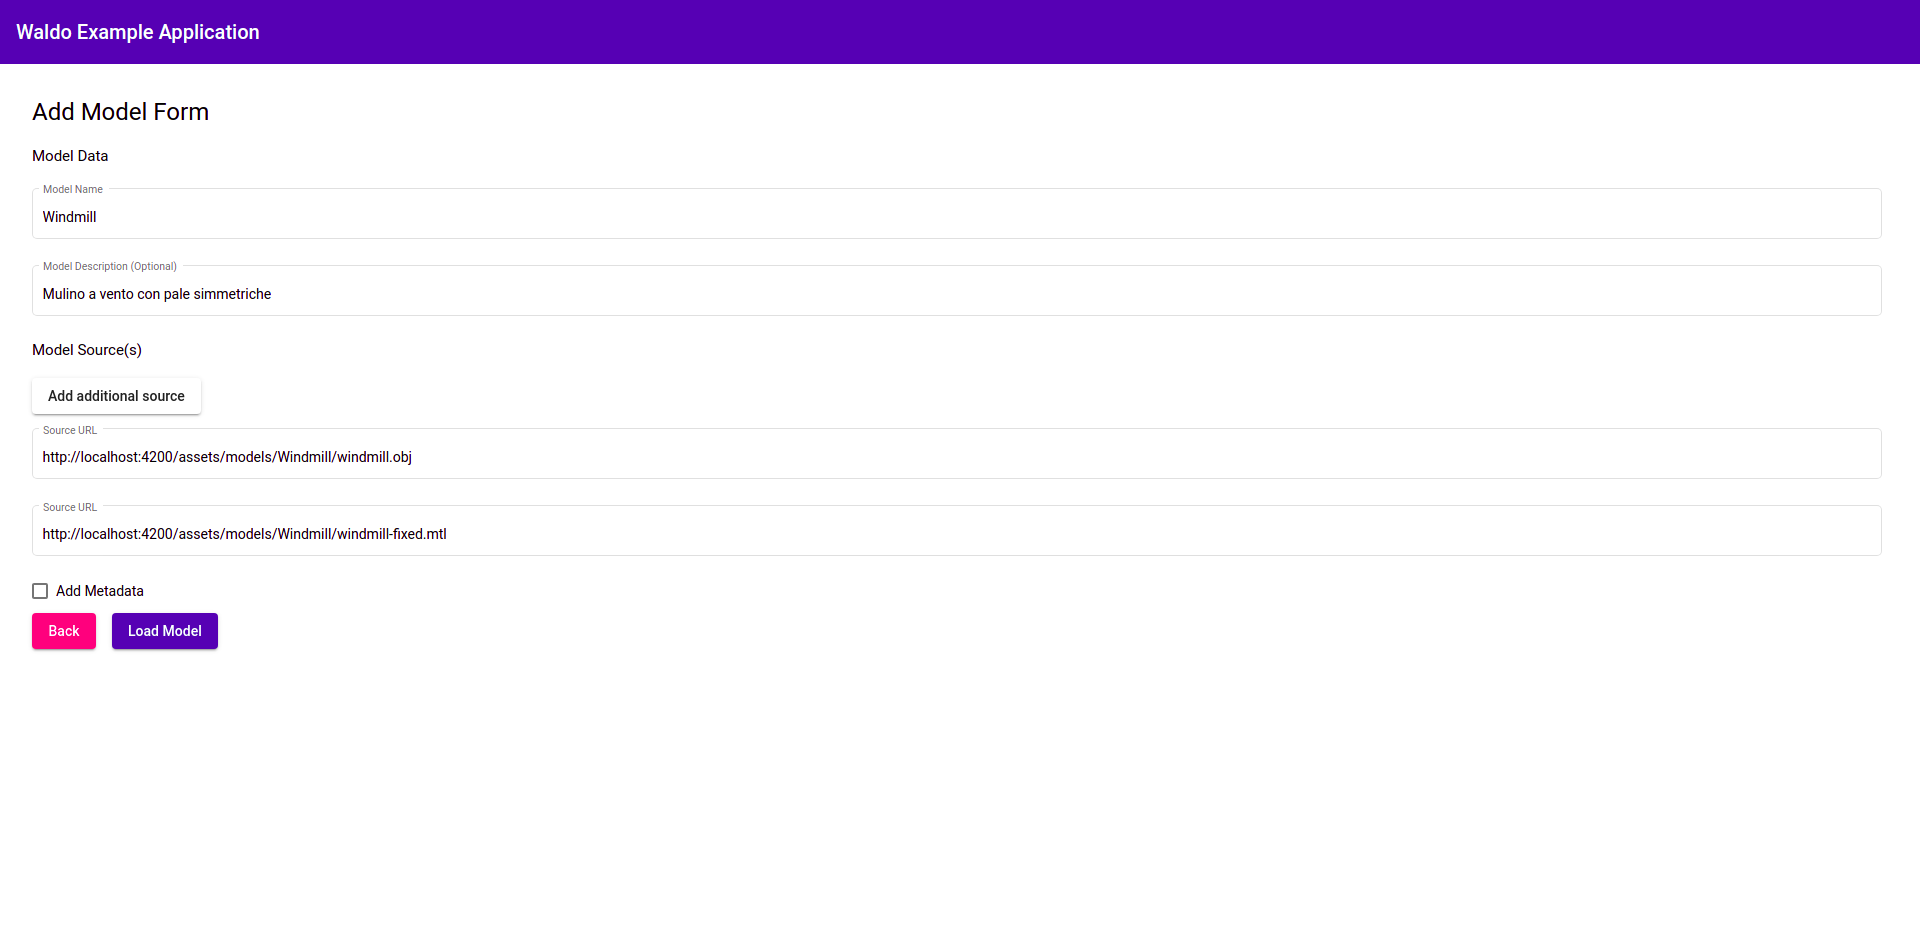 Waldo Example Application
Add Model Form
Model Data
Model Name
Windmill
Model Description (Optional)
Mulino a vento con pale simmetriche
Model Source(s)
Add additional source
Source URL
http://localhost:4200/assets/models/Windmill/windmill.obj
Source URL
http://localhost:4200/assets/models/Windmill/windmill-fixed.mtl
Add Metadata
Back Load Model